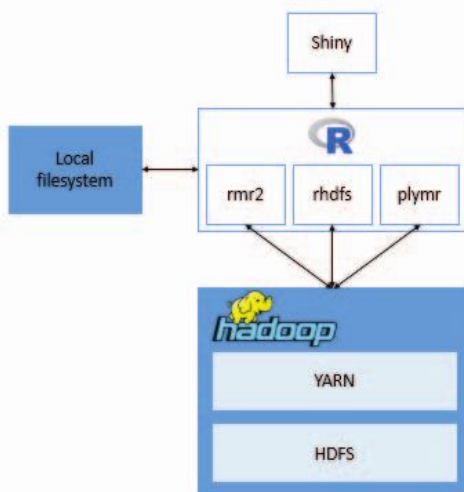 Shiny
R
Local
filesystem
rmr2
rhdfs
plymr
hadoop
YARN
HDFS